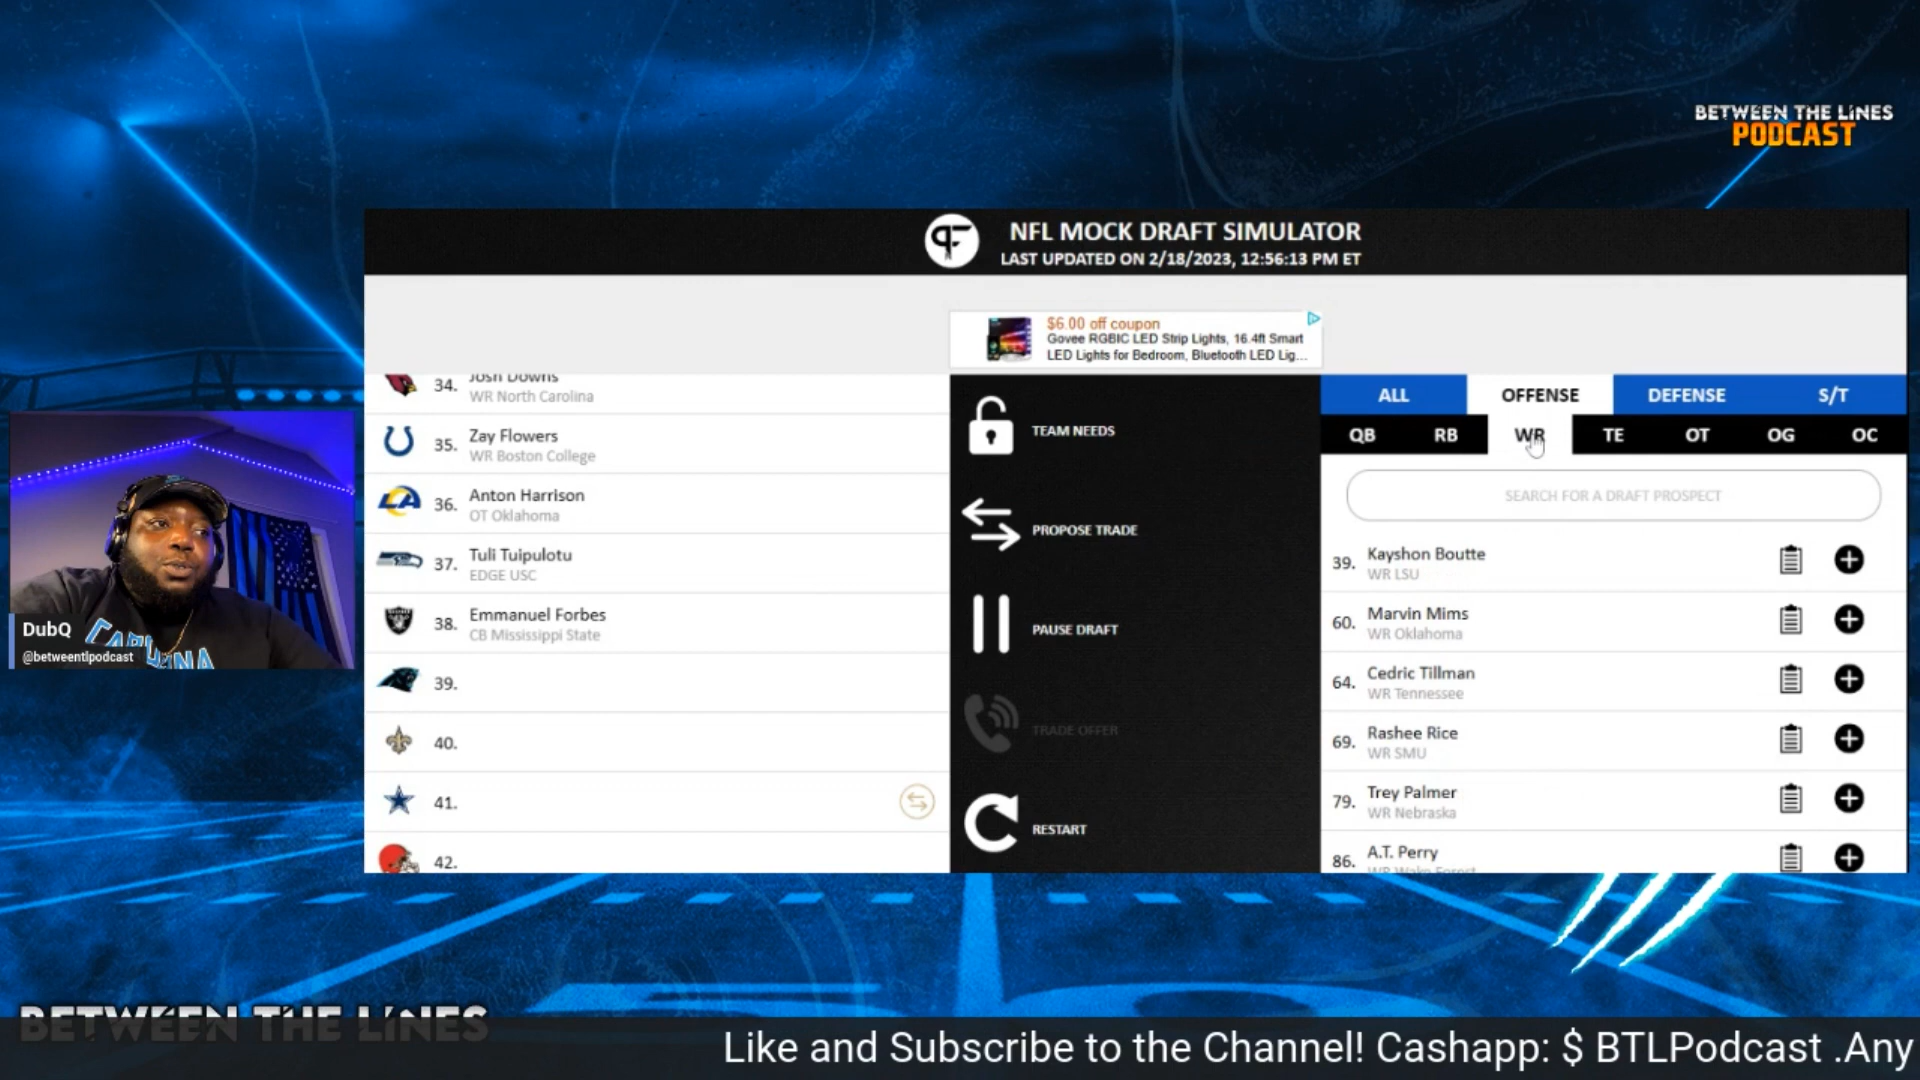 BETWEEN THE LINES
PODCAST
NFL MOCK DRAFT SIMULATOR
LAST UPDATED ON 2/18/2023, 12:56:13 PM ET
$6.00 off coupon
Govee RGBIC LED Strip Lights, 16.4ft Smart
LED Lights for Bedroom, Bluetooth LED Lig...
34. Josh Downs
WR North Carolina
35. Zay Flowers
WR Boston College
36. Anton Harrison
OT Oklahoma
37. Tuli Tuipulotu
EDGE USC
38. Emmanuel Forbes
CB Mississippi State
39.
40.
41.
42.
TEAM NEEDS
PROPOSE TRADE
PAUSE DRAFT
TRADE OFFER
RESTART
ALL OFFENSE DEFENSE S/T
QB RB WR TE OT OG OC
SEARCH FOR A DRAFT PROSPECT
39. Kayshon Boutte
WR LSU
60. Marvin Mims
WR Oklahoma
64. Cedric Tillman
WR Tennessee
69. Rashee Rice
WR SMU
79. Trey Palmer
WR Nebraska
86. A.T. Perry
WR Wake Forest
CAROLINA
DubQ
@betweentlpodcast
BETWEEN THE LINES
Like and Subscribe to the Channel! Cashapp: $ BTLPodcast .Any